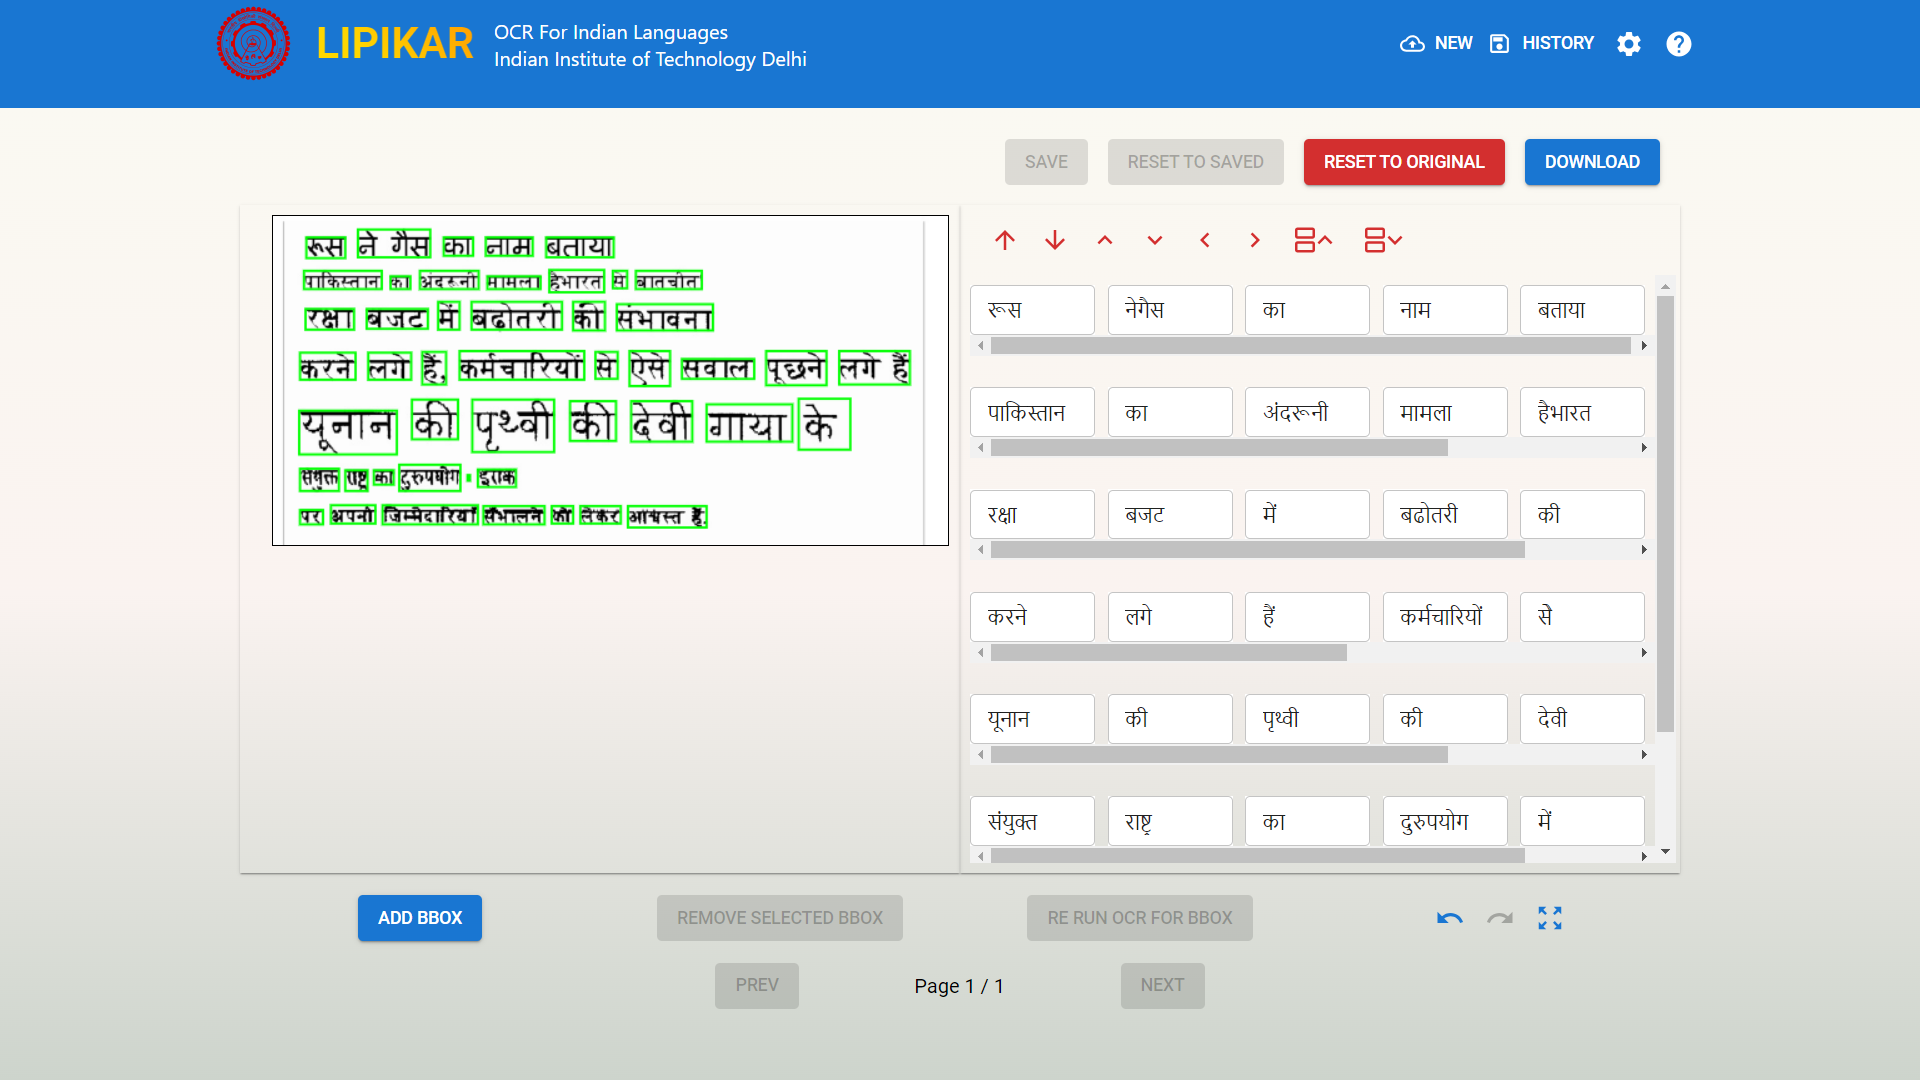 LIPIKAR
OCR For Indian Languages
Indian Institute of Technology Delhi
NEW HISTORY
SAVE RESET TO SAVED RESET TO ORIGINAL DOWNLOAD
रूस ने गैस का नाम बताया
पाकिस्तान का अंदरूनी मामला हैभारत से बातचीत
रक्षा बजट में बढोतरी की संभावना
करने लगे हैं, कर्मचारियों से ऐसे सवाल पूछने लगे हैं
यूनान की पृथ्वी की देवी गाया के
संयुक्त राष्ट्र का दुरुपयोग - इराक
पर अपनी जिम्मेदारियाँ संभालने को लेकर आश्वस्त हैं.
रूस नेगैस का नाम बताया
पाकिस्तान का अंदरूनी मामला हैभारत
रक्षा बजट में बढोतरी की
करने लगे हैं कर्मचारियों से
यूनान की पृथ्वी की देवी
संयुक्त राष्ट्र का दुरुपयोग में
ADD BBOX REMOVE SELECTED BBOX RE RUN OCR FOR BBOX
PREV Page 1 / 1 NEXT